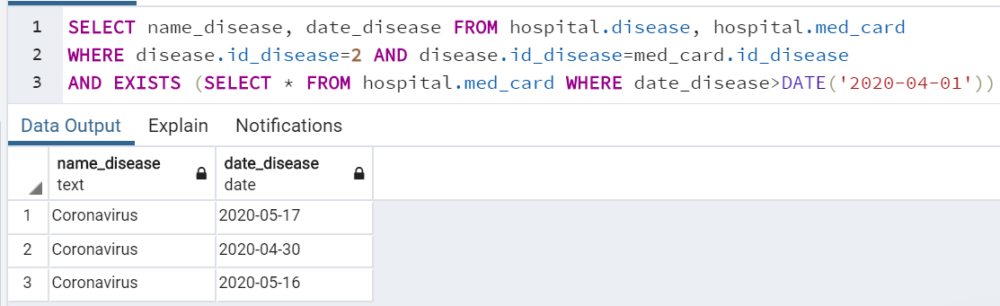 1 SELECT name_disease, date_disease FROM hospital.disease, hospital.med_card
2 WHERE disease.id_disease=2 AND disease.id_disease=med_card.id_disease
3 AND EXISTS (SELECT * FROM hospital.med_card WHERE date_disease>DATE('2020-04-01'))
Data Output Explain Notifications
name_disease date_disease
text date
1 Coronavirus 2020-05-17
2 Coronavirus 2020-04-30
3 Coronavirus 2020-05-16